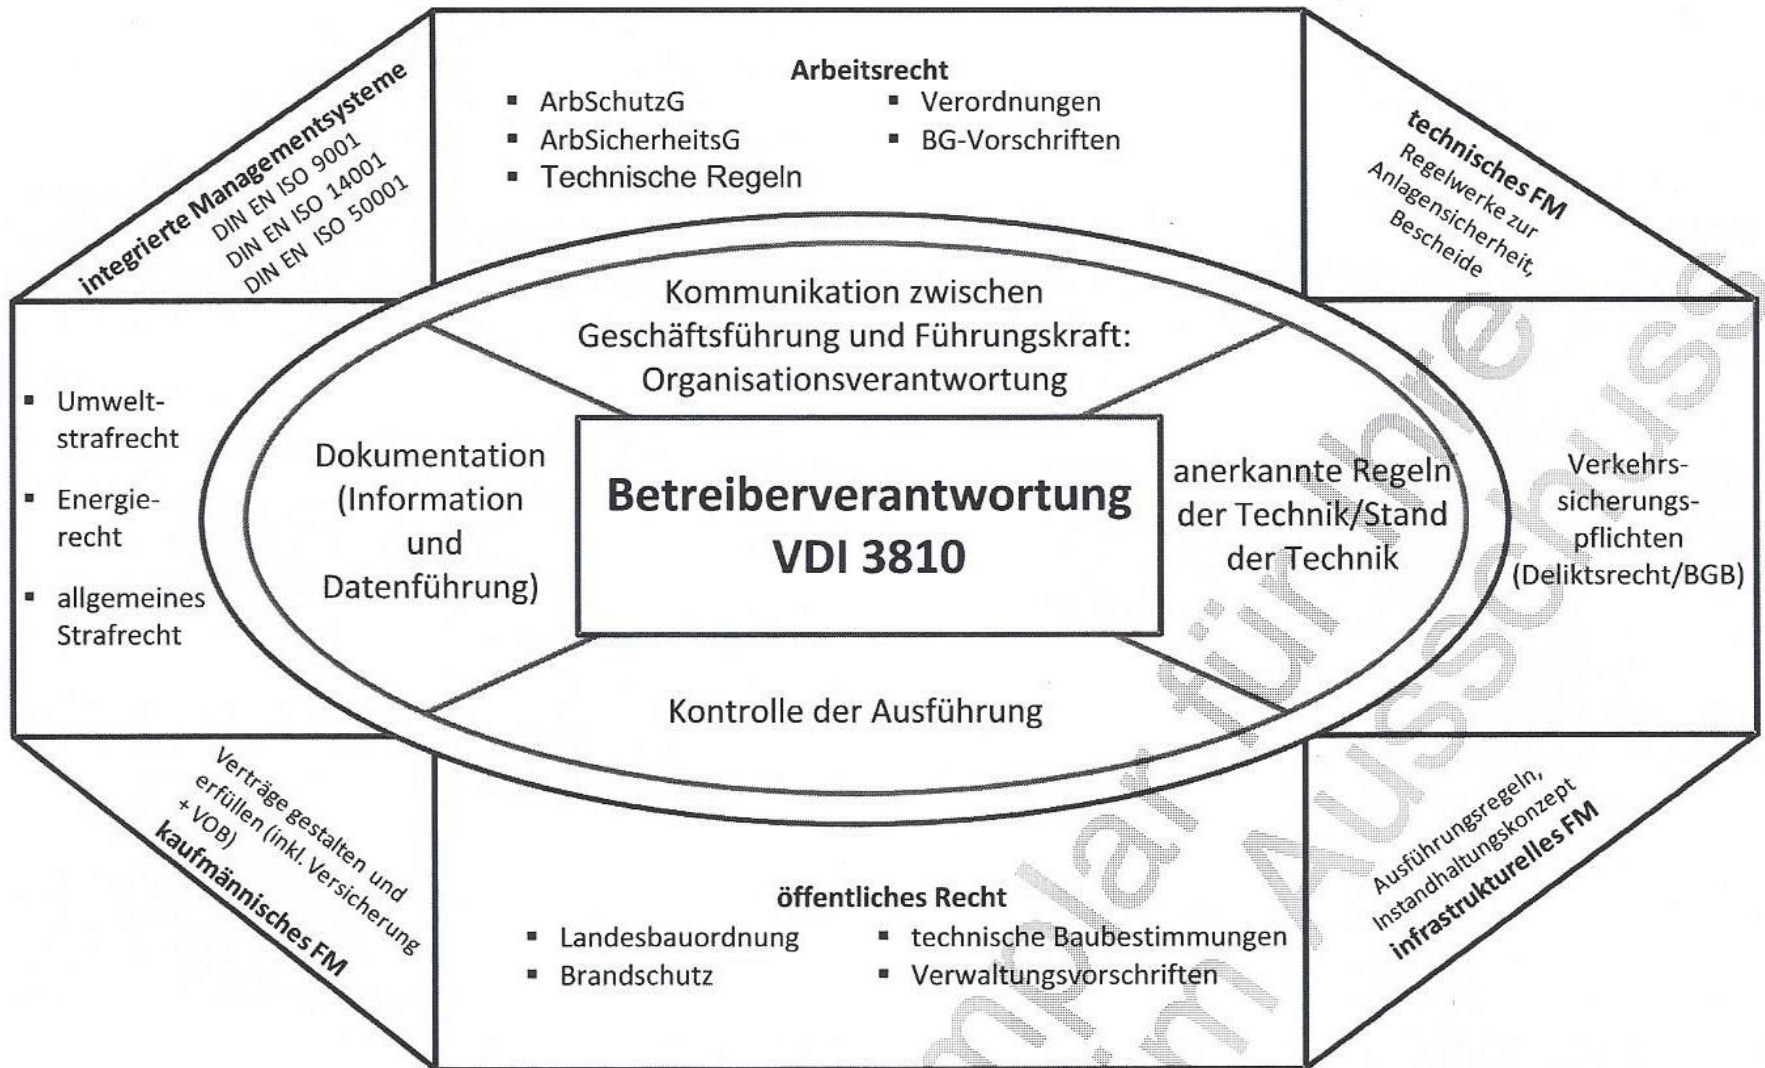 Arbeitsrecht
▪ ArbSchutzG
▪ ArbSicherheitsG
▪ Technische Regeln
▪ Verordnungen
▪ BG-Vorschriften
integrierte Managementsysteme
DIN EN ISO 9001
DIN EN ISO 14001
DIN EN ISO 50001
technisches FM
Regelwerke zur
Anlagensicherheit,
Bescheide
Kommunikation zwischen
Geschäftsführung und Führungskraft:
Organisationsverantwortung
▪ Umwelt-
strafrecht
▪ Energie-
recht
▪ allgemeines
Strafrecht
Dokumentation
(Information
und
Datenführung)
Betreiberverantwortung
VDI 3810
anerkannte Regeln
der Technik/Stand
der Technik
Verkehrs-
sicherungs-
pflichten
(Deliktsrecht/BGB)
Kontrolle der Ausführung
Verträge gestalten und
erfüllen (inkl. Versicherung
+ VOB)
kaufmännisches FM
öffentliches Recht
▪ Landesbauordnung
▪ Brandschutz
▪ technische Baubestimmungen
▪ Verwaltungsvorschriften
Ausführungsregeln,
Instandhaltungskonzept
infrastrukturelles FM
für Ihre
Ausschuss